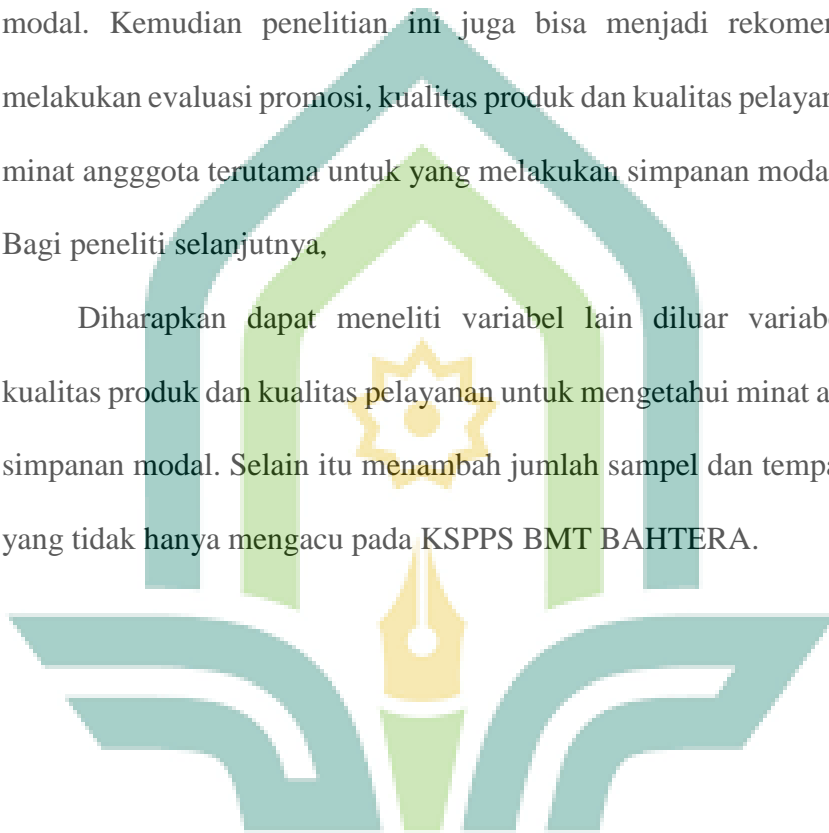 modal. Kemudian penelitian ini juga bisa menjadi rekomen
melakukan evaluasi promosi, kualitas produk dan kualitas pelayan
minat angggota terutama untuk yang melakukan simpanan moda
Bagi peneliti selanjutnya,
Diharapkan dapat meneliti variabel lain diluar variab
kualitas produk dan kualitas pelayanan untuk mengetahui minat a
simpanan modal. Selain itu menambah jumlah sampel dan tempa
yang tidak hanya mengacu pada KSPPS BMT BAHTERA.